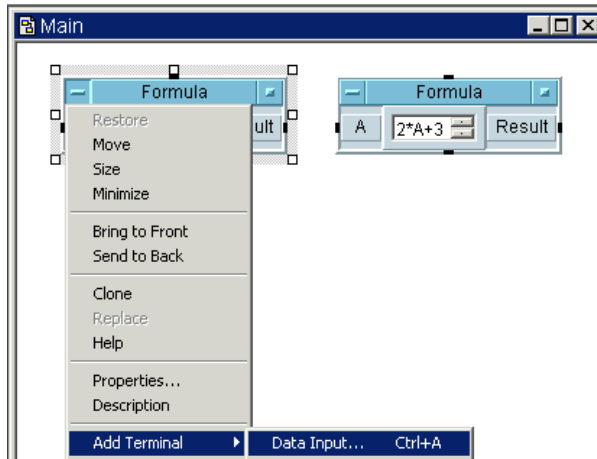 Main
Formula
Formula
ult
A 2*A+3 Result
Restore
Move
Size
Minimize
Bring to Front
Send to Back
Clone
Replace
Help
Properties...
Description
Add Terminal
Data Input... Ctrl+A